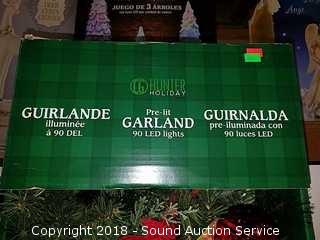 JUEGO DE 3 ÁRBOLES
HUNTER
HOLIDAY
GUIRLANDE
illuminée
à 90 DEL
Pre-lit
GARLAND
90 LED lights
GUIRNALDA
pre-iluminada con
90 luces LED
Copyright 2018 - Sound Auction Service